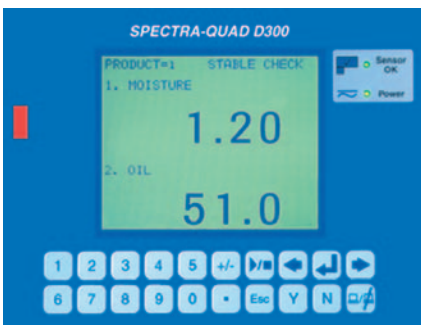 SPECTRA-QUAD D300
PRODUCT=1 STABLE CHECK
1. MOISTURE
1.20
2. OIL
51.0
Sensor
OK
Power
1 2 3 4 5 +/-
6 7 8 9 0 . Esc Y N